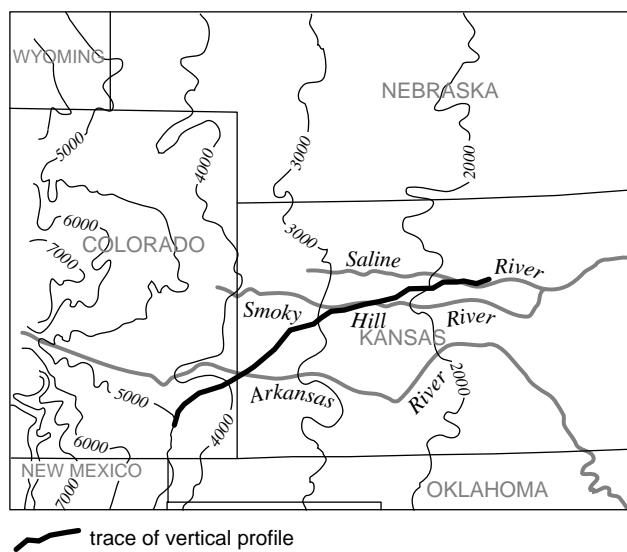 WYOMING
NEBRASKA
5000
4000
3000
2000
6000
7000
COLORADO
3000
Saline River
Smoky Hill River
KANSAS
Arkansas River
2000
5000
4000
6000
7000
NEW MEXICO
OKLAHOMA
trace of vertical profile